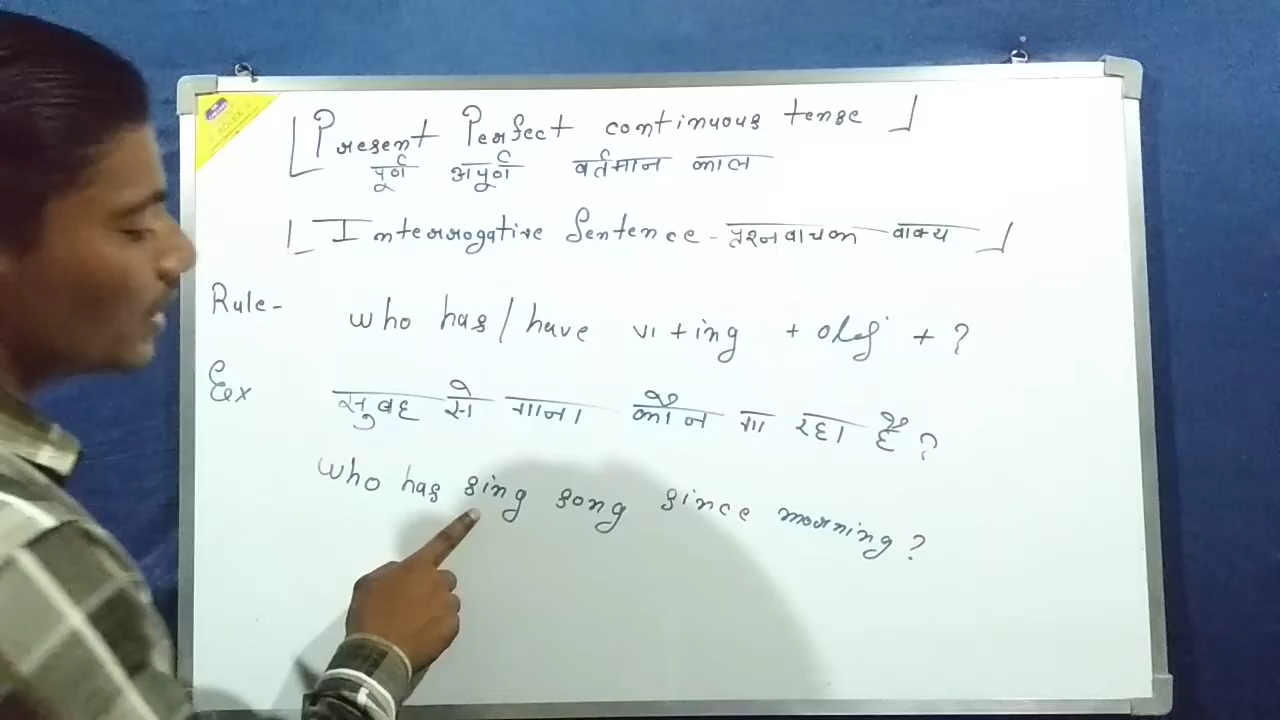 Present Perfect continuous tense
पूर्ण अपूर्ण वर्तमान काल
Interrogative Sentence - प्रश्नवाचक वाक्य
Rule - who has/have v1 + ing + obj + ?
Ex सुबह से गाना कौन गा रहा है ?
who has sing song since morning ?